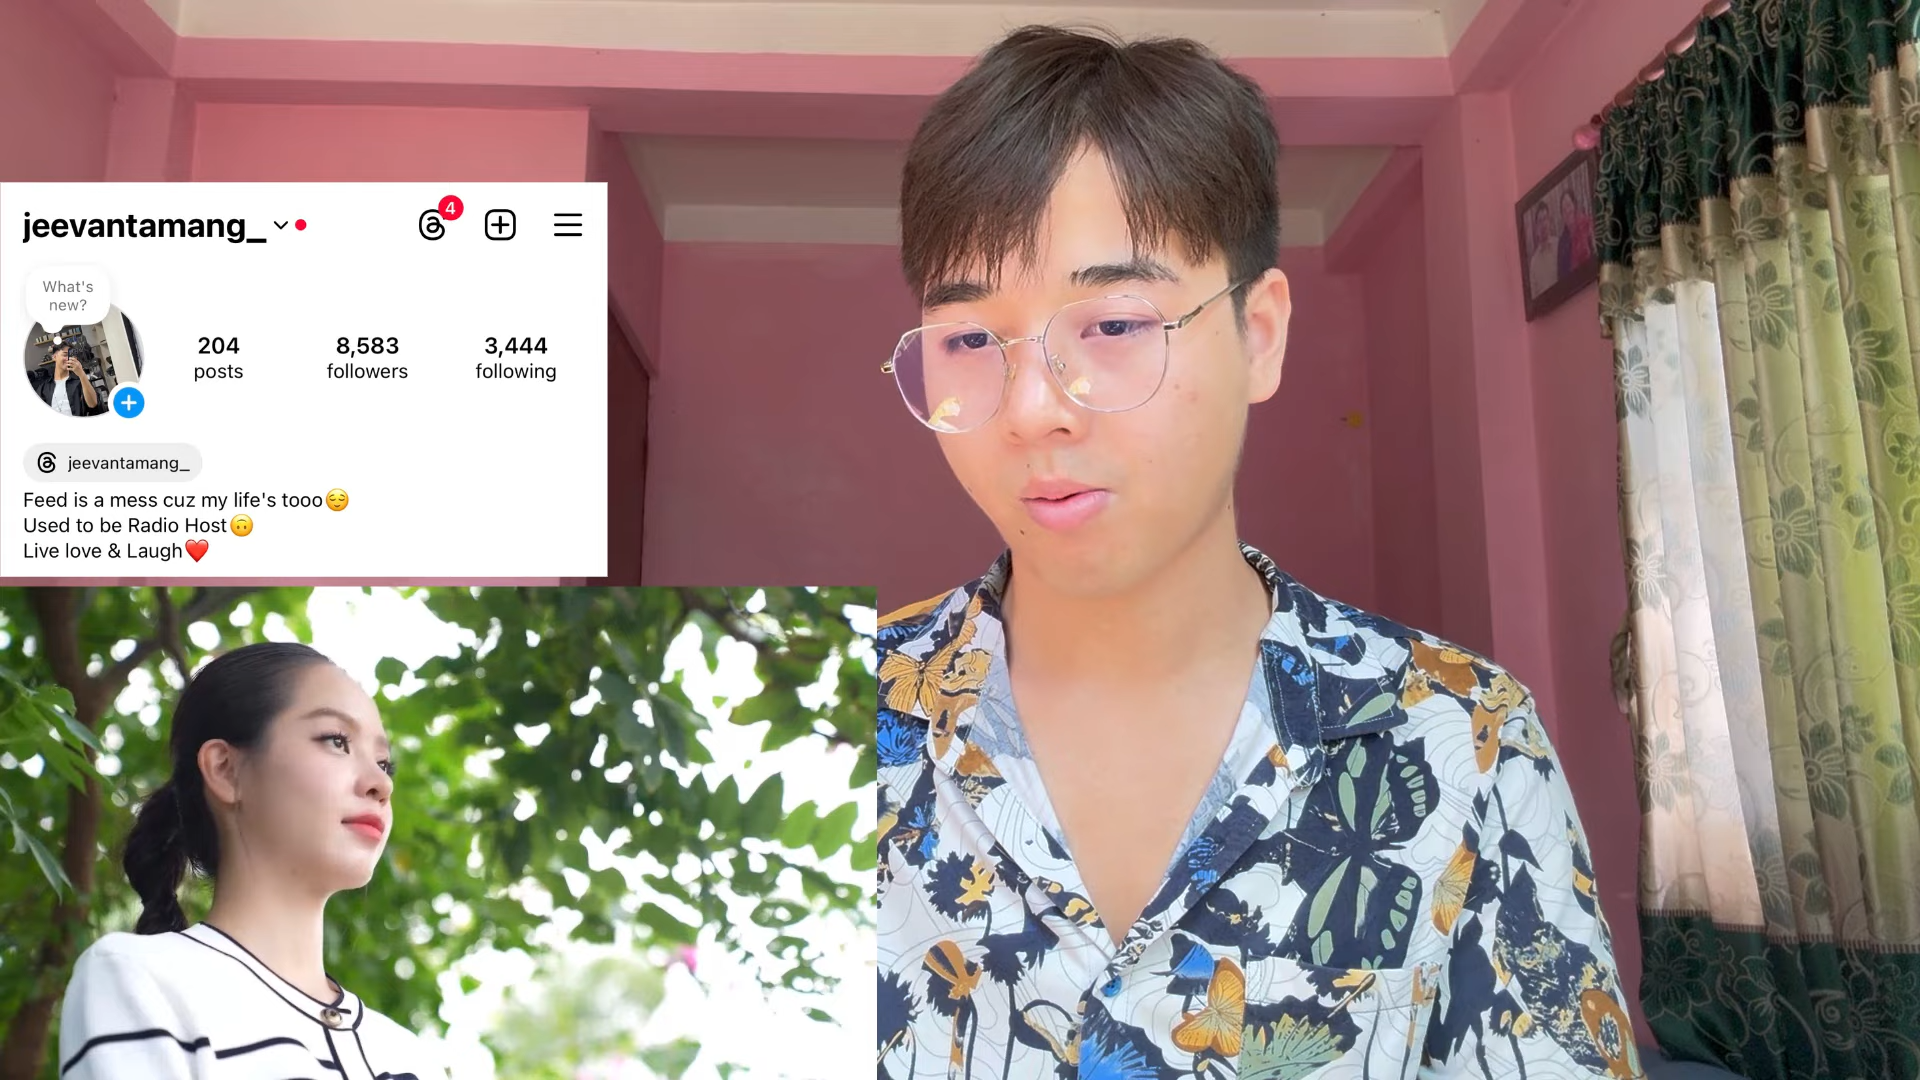 jeevantamang_
4
What's
new?
204
posts
8,583
followers
3,444
following
jeevantamang_
Feed is a mess cuz my life's tooo😌
Used to be Radio Host🙃
Live love & Laugh❤️